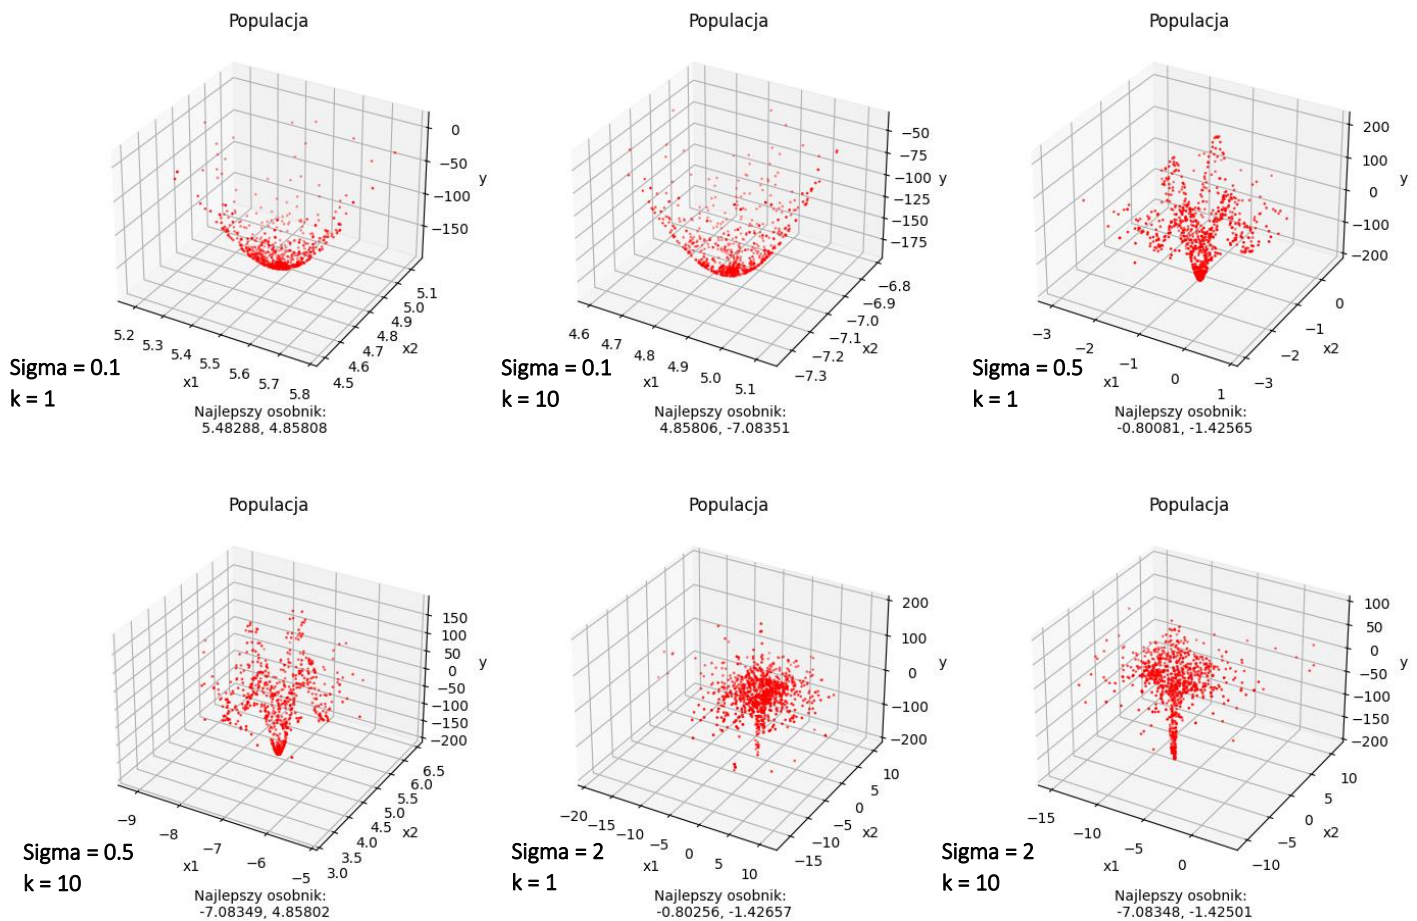 Populacja
0
−50
−100
−150
y
5.2
5.3
5.4
5.5
5.6
5.7
5.8
x1
4.5
4.6
4.7
4.8
4.9
5.0
5.1
x2
Sigma = 0.1
k = 1
Najlepszy osobnik:
5.48288, 4.85808
Populacja
−50
−75
−100
−125
−150
−175
y
4.6
4.7
4.8
4.9
5.0
5.1
x1
−7.3
−7.2
−7.1
−7.0
−6.9
−6.8
x2
Sigma = 0.1
k = 10
Najlepszy osobnik:
4.85806, -7.08351
Populacja
200
100
0
−100
−200
y
−3
−2
−1
0
1
x1
−3
−2
−1
0
x2
Sigma = 0.5
k = 1
Najlepszy osobnik:
-0.80081, -1.42565
Populacja
150
100
50
0
−50
−100
−150
−200
y
−9
−8
−7
−6
−5
x1
3.0
3.5
4.0
4.5
5.0
5.5
6.0
6.5
x2
Sigma = 0.5
k = 10
Najlepszy osobnik:
-7.08349, 4.85802
Populacja
200
100
0
−100
−200
y
−20
−15
−10
−5
0
5
10
x1
−15
−10
−5
0
5
10
x2
Sigma = 2
k = 1
Najlepszy osobnik:
-0.80256, -1.42657
Populacja
100
50
0
−50
−100
−150
−200
y
−15
−10
−5
0
x1
−10
−5
0
5
10
x2
Sigma = 2
k = 10
Najlepszy osobnik:
-7.08348, -1.42501